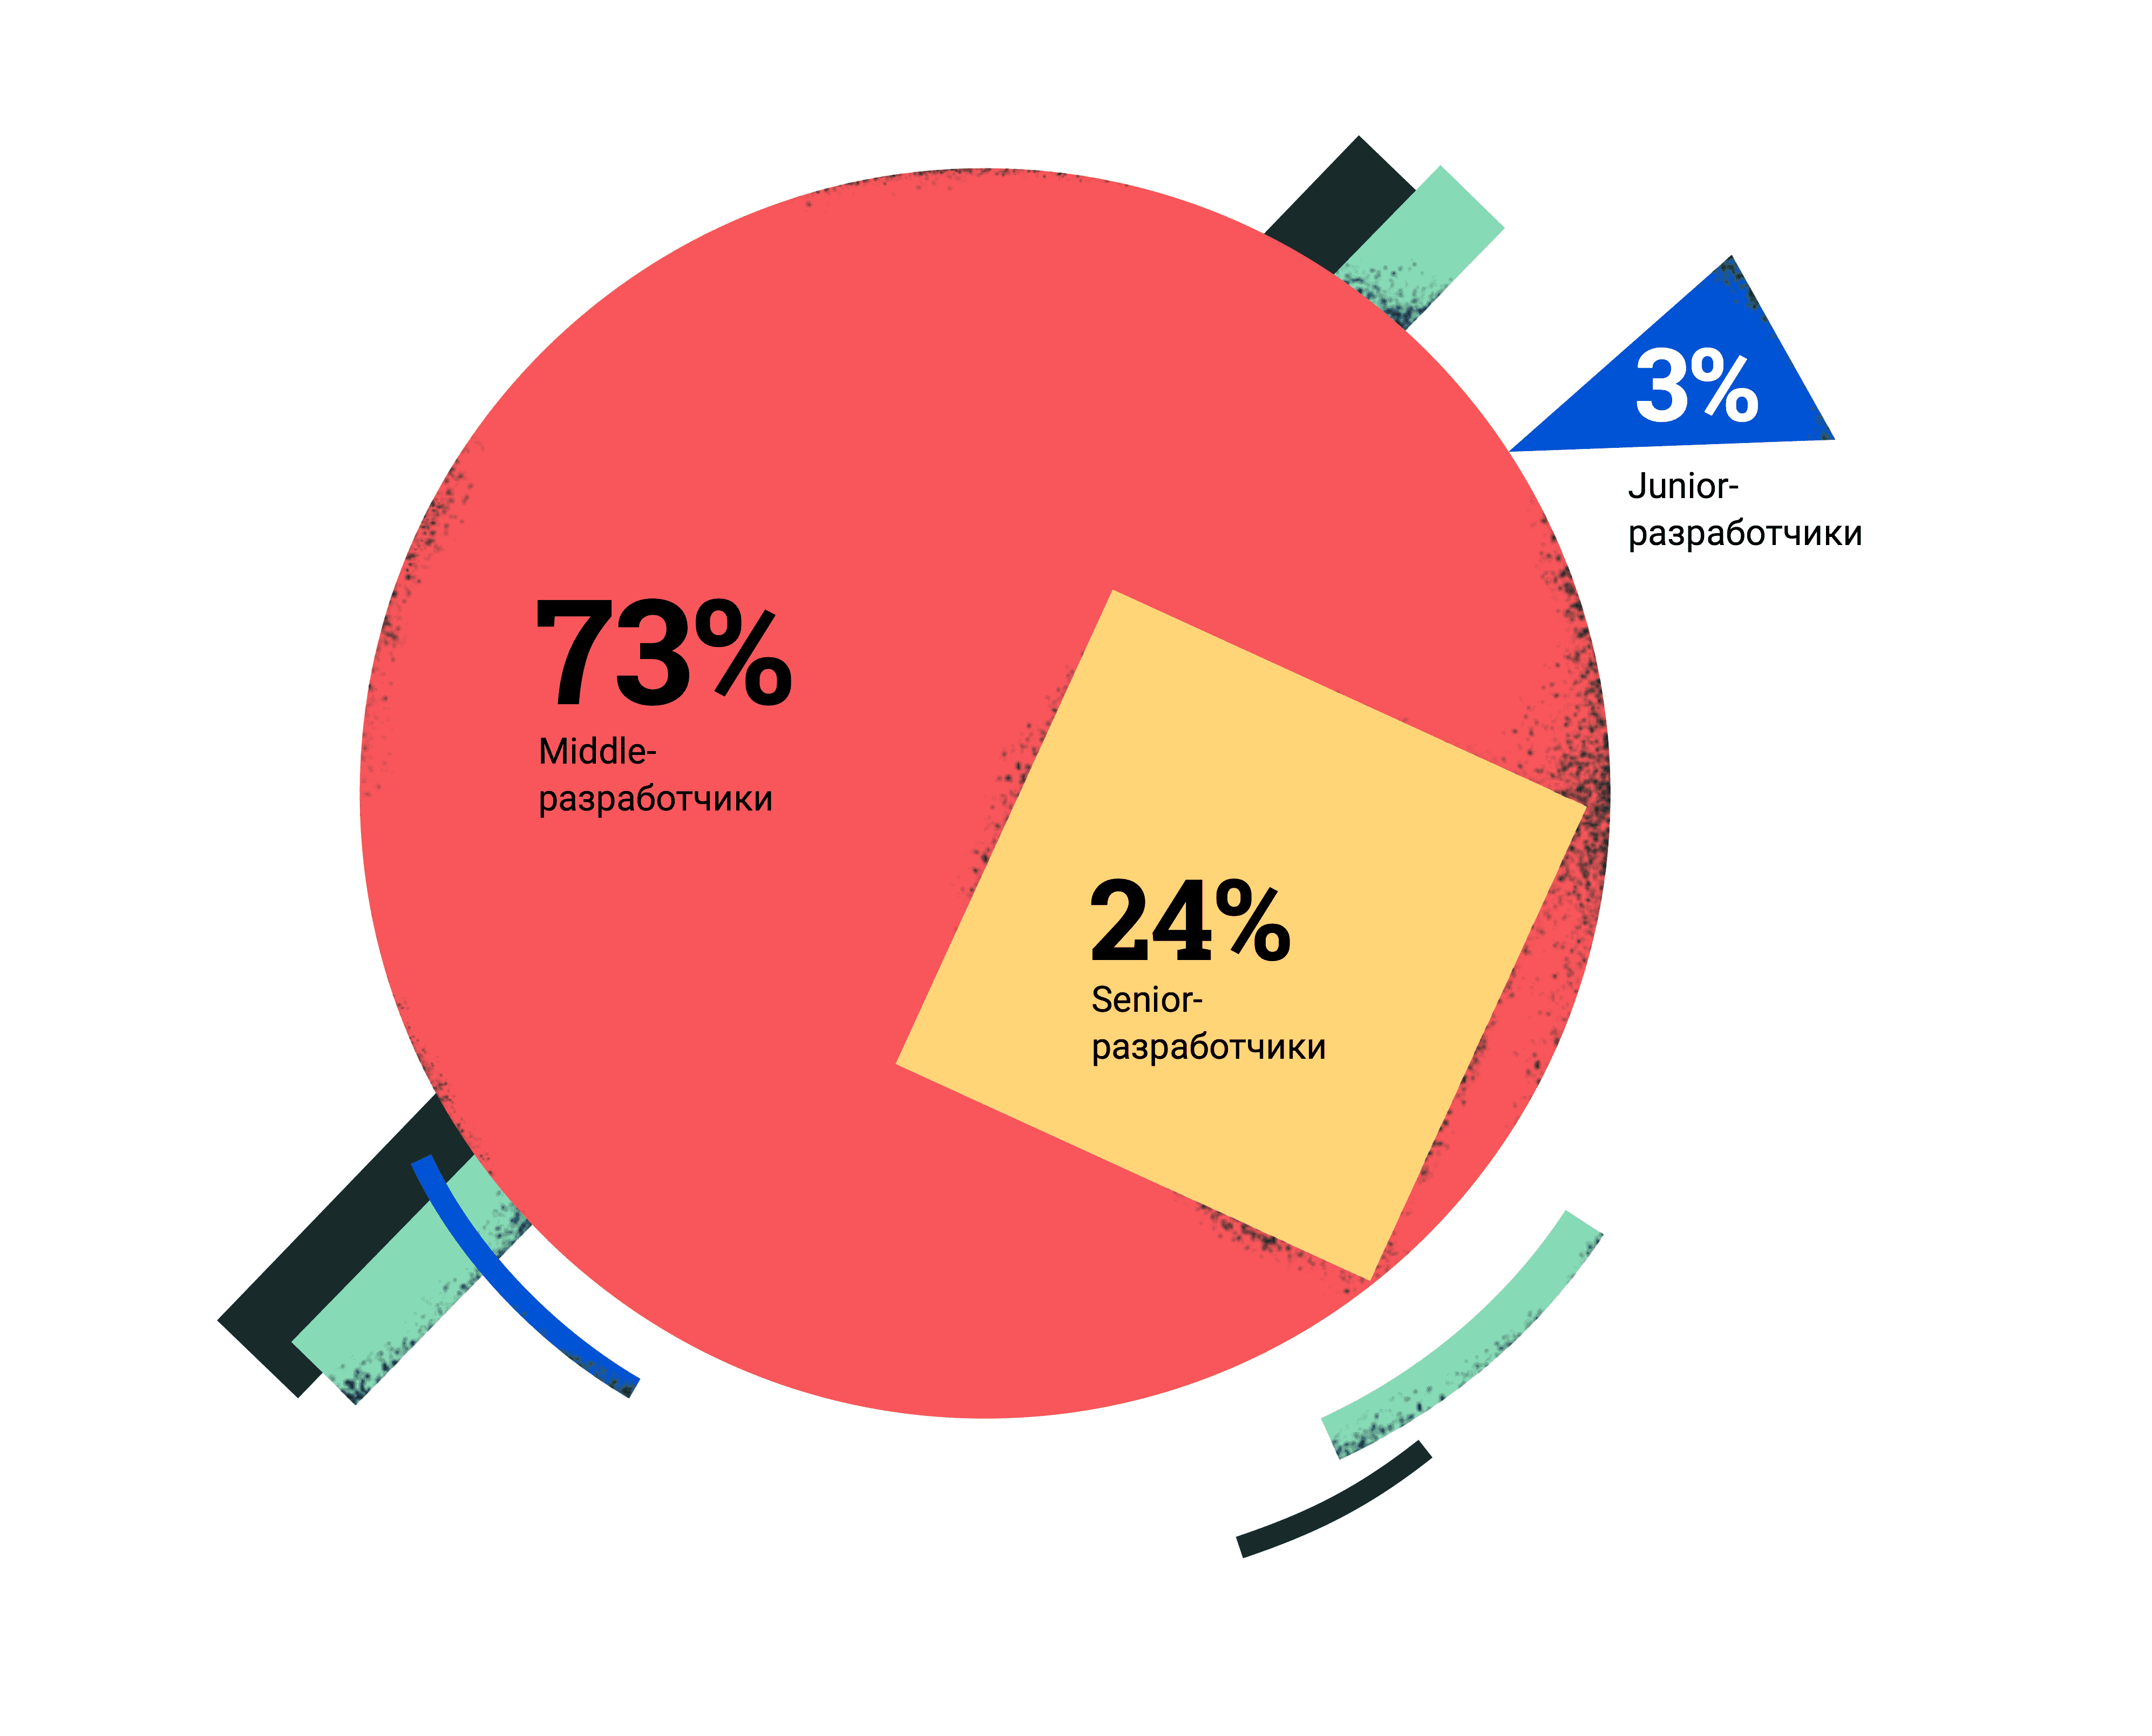 3%
Junior-
разработчики
73%
Middle-
разработчики
24%
Senior-
разработчики